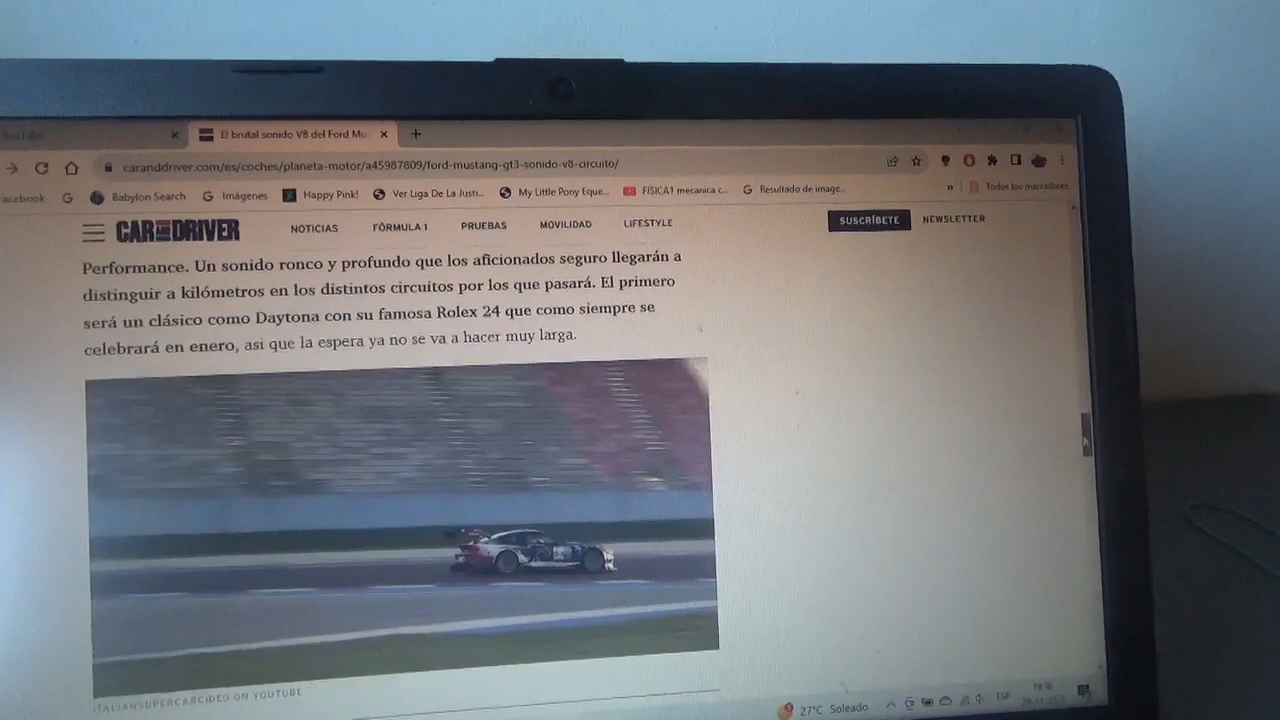 YouTube
El brutal sonido V8 del Ford Mu
caranddriver.com/es/coches/planeta-motor/a45987809/ford-mustang-gt3-sonido-v8-circuito/
acebook
Babylon Search
Imágenes
Happy Pink!
Ver Liga De La Justi...
My Little Pony Eque...
FÍSICA1 mecanica c...
Resultado de image...
Todos los marcadores
CAR AND DRIVER
NOTICIAS
FÓRMULA 1
PRUEBAS
MOVILIDAD
LIFESTYLE
SUSCRÍBETE
NEWSLETTER
Performance. Un sonido ronco y profundo que los aficionados seguro llegarán a
distinguir a kilómetros en los distintos circuitos por los que pasará. El primero
será un clásico como Daytona con su famosa Rolex 24 que como siempre se
celebrará en enero, asi que la espera ya no se va a hacer muy larga.
ITALIANSUPERCARCIDEO ON YOUTUBE
27°C Soleado
ESP